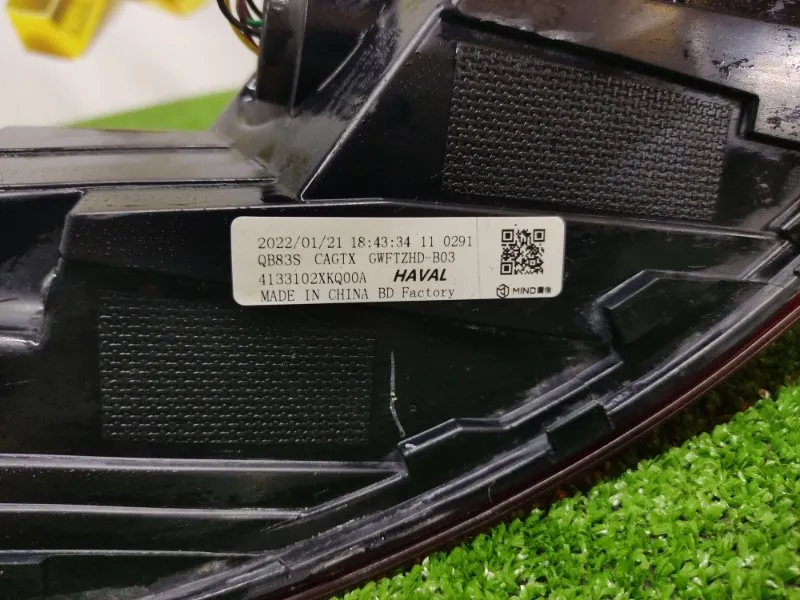 2022/01/21 18:43:34 11 0291
QB83S CAGTX GWFTZHD-B03
4133102XKQ00A HAVAL
MADE IN CHINA BD Factory
MIND